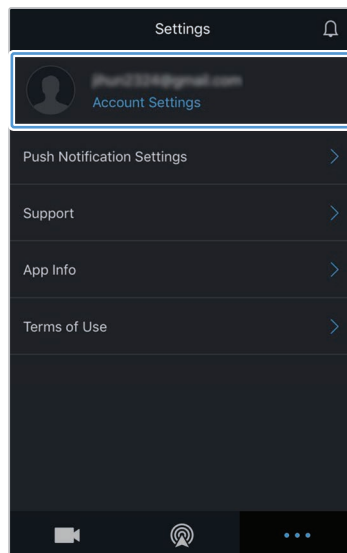 Settings
Account Settings
Push Notification Settings
Support
App Info
Terms of Use